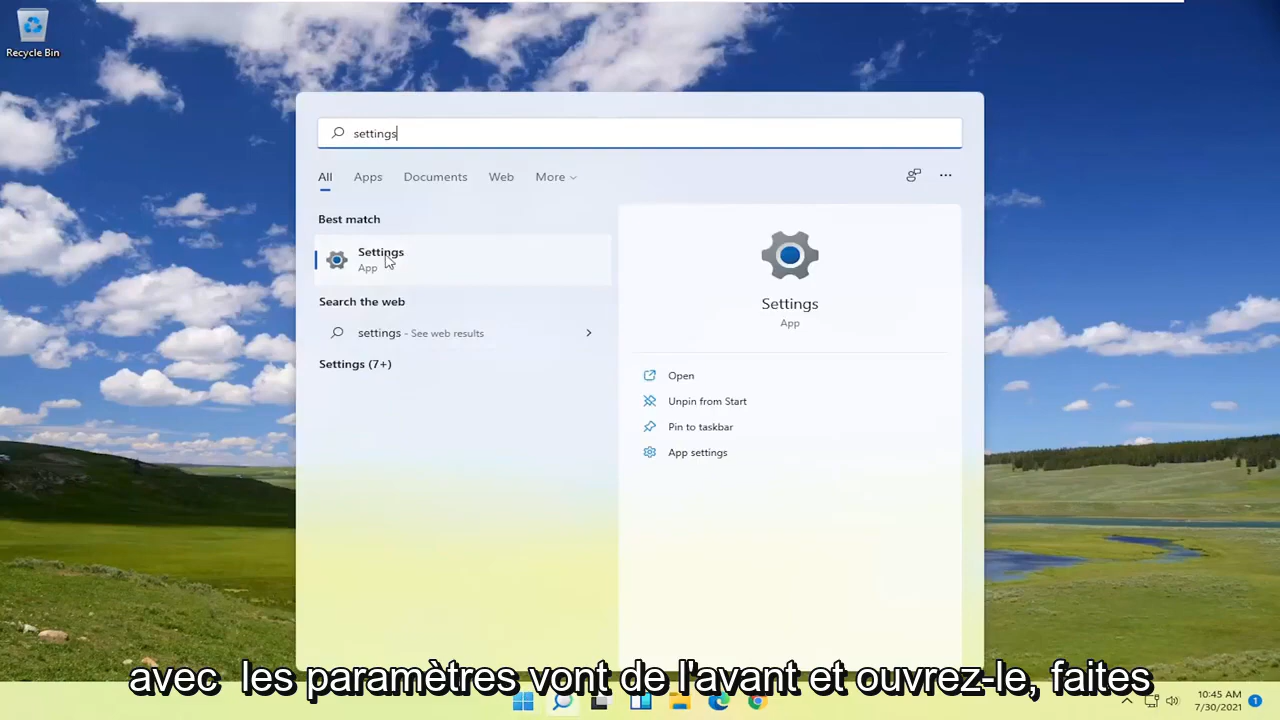 Recycle Bin
settings
All Apps Documents Web More
Best match
Settings
App
Search the web
settings - See web results
Settings (7+)
Settings
App
Open
Unpin from Start
Pin to taskbar
App settings
avec les paramètres vont de l'avant et ouvrez-le, faites
10:45 AM
7/30/2021
1